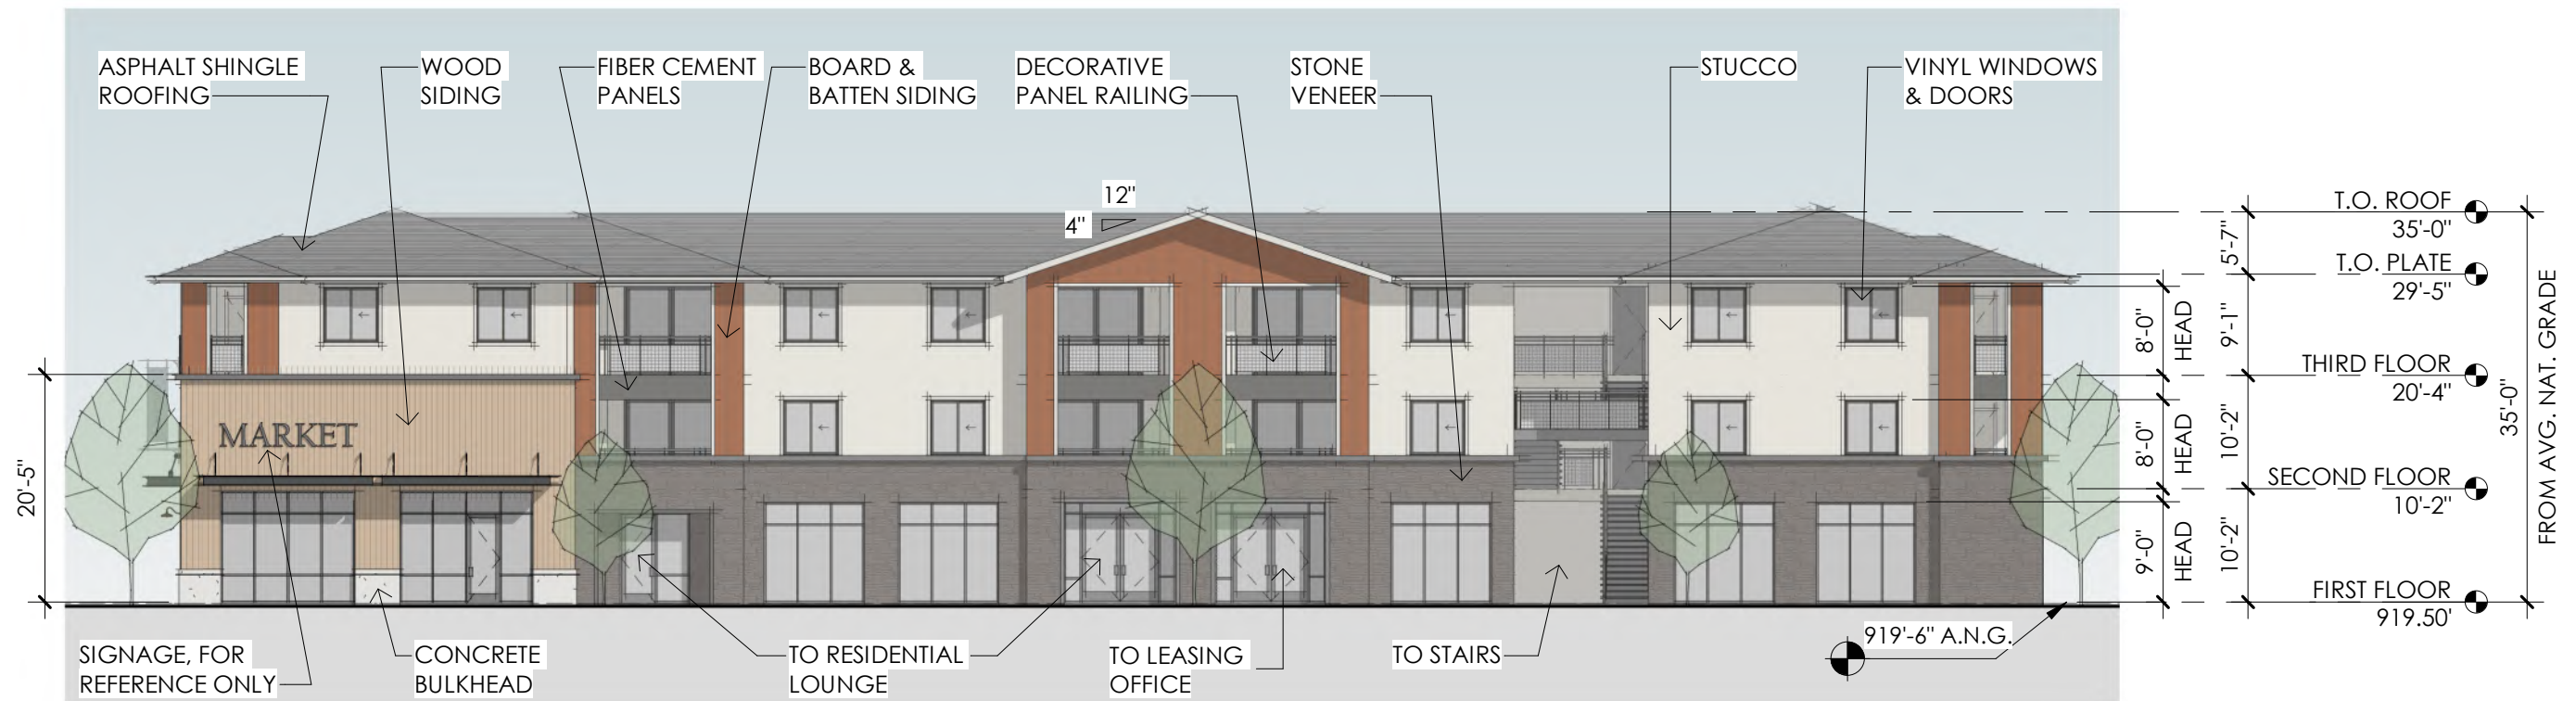 ASPHALT SHINGLE
ROOFING
WOOD
SIDING
FIBER CEMENT
PANELS
BOARD &
BATTEN SIDING
DECORATIVE
PANEL RAILING
STONE
VENEER
STUCCO
VINYL WINDOWS
& DOORS
12"
4"
T.O. ROOF
35'-0"
5'-7"
T.O. PLATE
29'-5"
8'-0"
HEAD
9'-1"
THIRD FLOOR
20'-4"
8'-0"
HEAD
10'-2"
SECOND FLOOR
10'-2"
9'-0"
HEAD
10'-2"
FIRST FLOOR
919.50'
35'-0"
FROM AVG. NAT. GRADE
20'-5"
MARKET
919'-6" A.N.G.
SIGNAGE, FOR
REFERENCE ONLY
CONCRETE
BULKHEAD
TO RESIDENTIAL
LOUNGE
TO LEASING
OFFICE
TO STAIRS